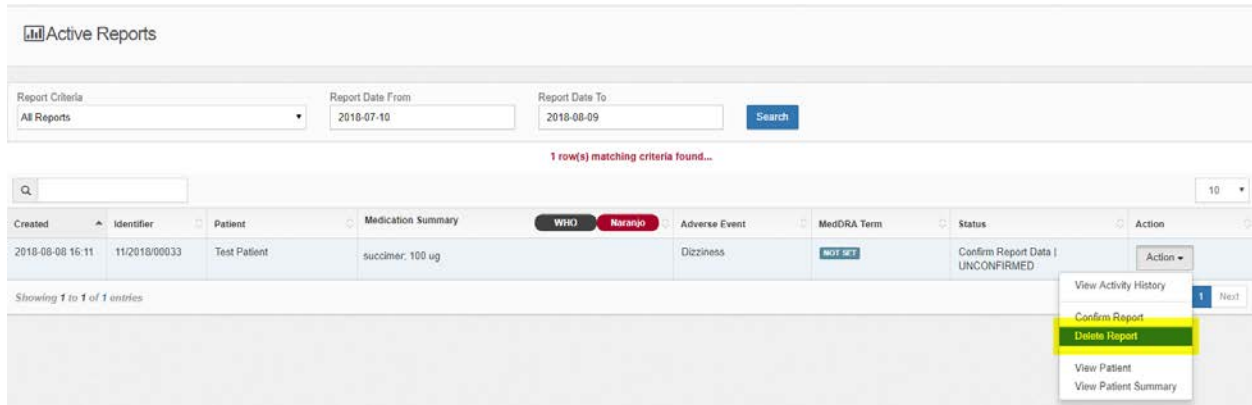 Active Reports
Report Criteria Report Date From Report Date To
All Reports 2018-07-10 2018-08-09 Search
1 row(s) matching criteria found...
10
Created Identifier Patient Medication Summary WHO Naranjo Adverse Event MedDRA Term Status Action
2018-08-08 16:11 11/2018/00033 Test Patient succimer; 100 ug Dizziness NOT SET Confirm Report Data | Action
UNCONFIRMED
Showing 1 to 1 of 1 entries 1 Next
View Activity History
Confirm Report
Delete Report
View Patient
View Patient Summary